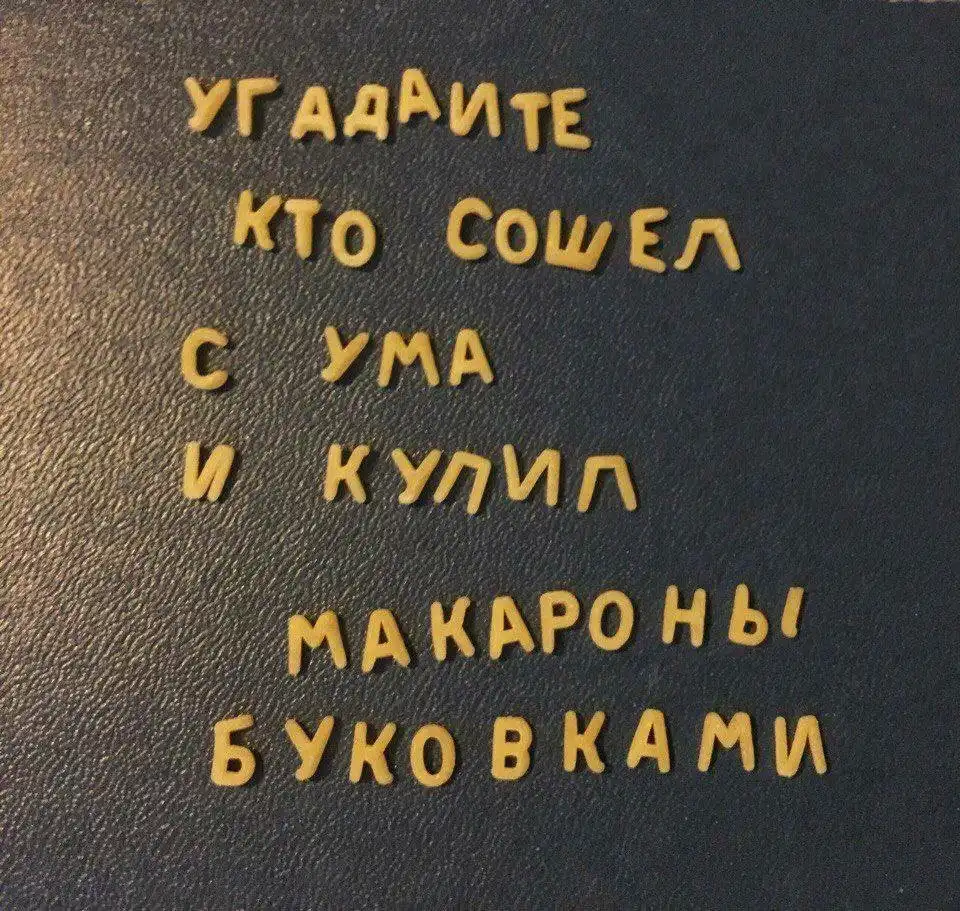 УГАДАИТЕ
КТО СОШЕЛ
С УМА
И КУПИЛ
МАКАРОНЫ
БУКОВКАМИ